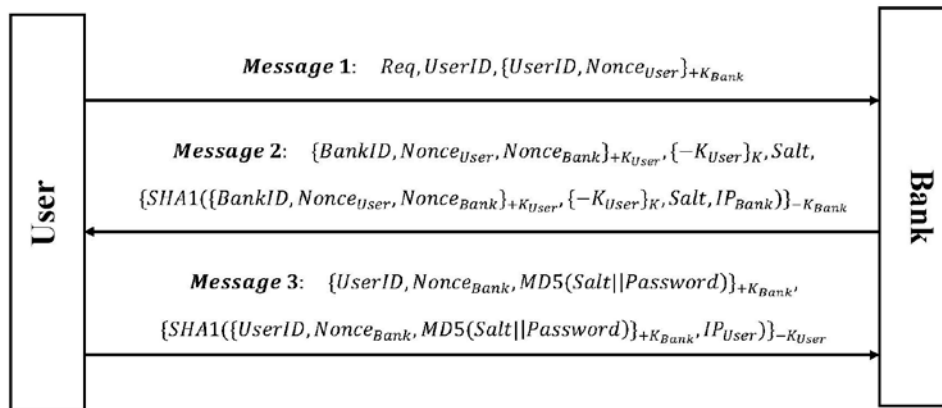 User
Message 1: Req, UserID, {UserID, Nonce_User}_{+K_Bank}
Message 2: {BankID, Nonce_User, Nonce_Bank}_{+K_User}, {−K_User}_K, Salt,
{SHA1({BankID, Nonce_User, Nonce_Bank}_{+K_User}, {−K_User}_K, Salt, IP_Bank)}_{−K_Bank}
Message 3: {UserID, Nonce_Bank, MD5(Salt||Password)}_{+K_Bank},
{SHA1({UserID, Nonce_Bank, MD5(Salt||Password)}_{+K_Bank}, IP_User)}_{−K_User}
Bank